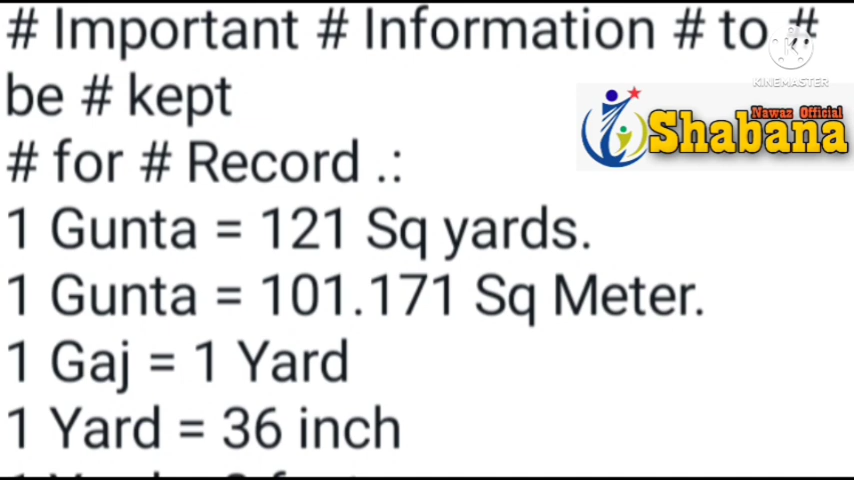 # Important # Information # to #
be # kept
# for # Record .:
1 Gunta = 121 Sq yards.
1 Gunta = 101.171 Sq Meter.
1 Gaj = 1 Yard
1 Yard = 36 inch
KINEMASTER
Nawaz Official
Shabana